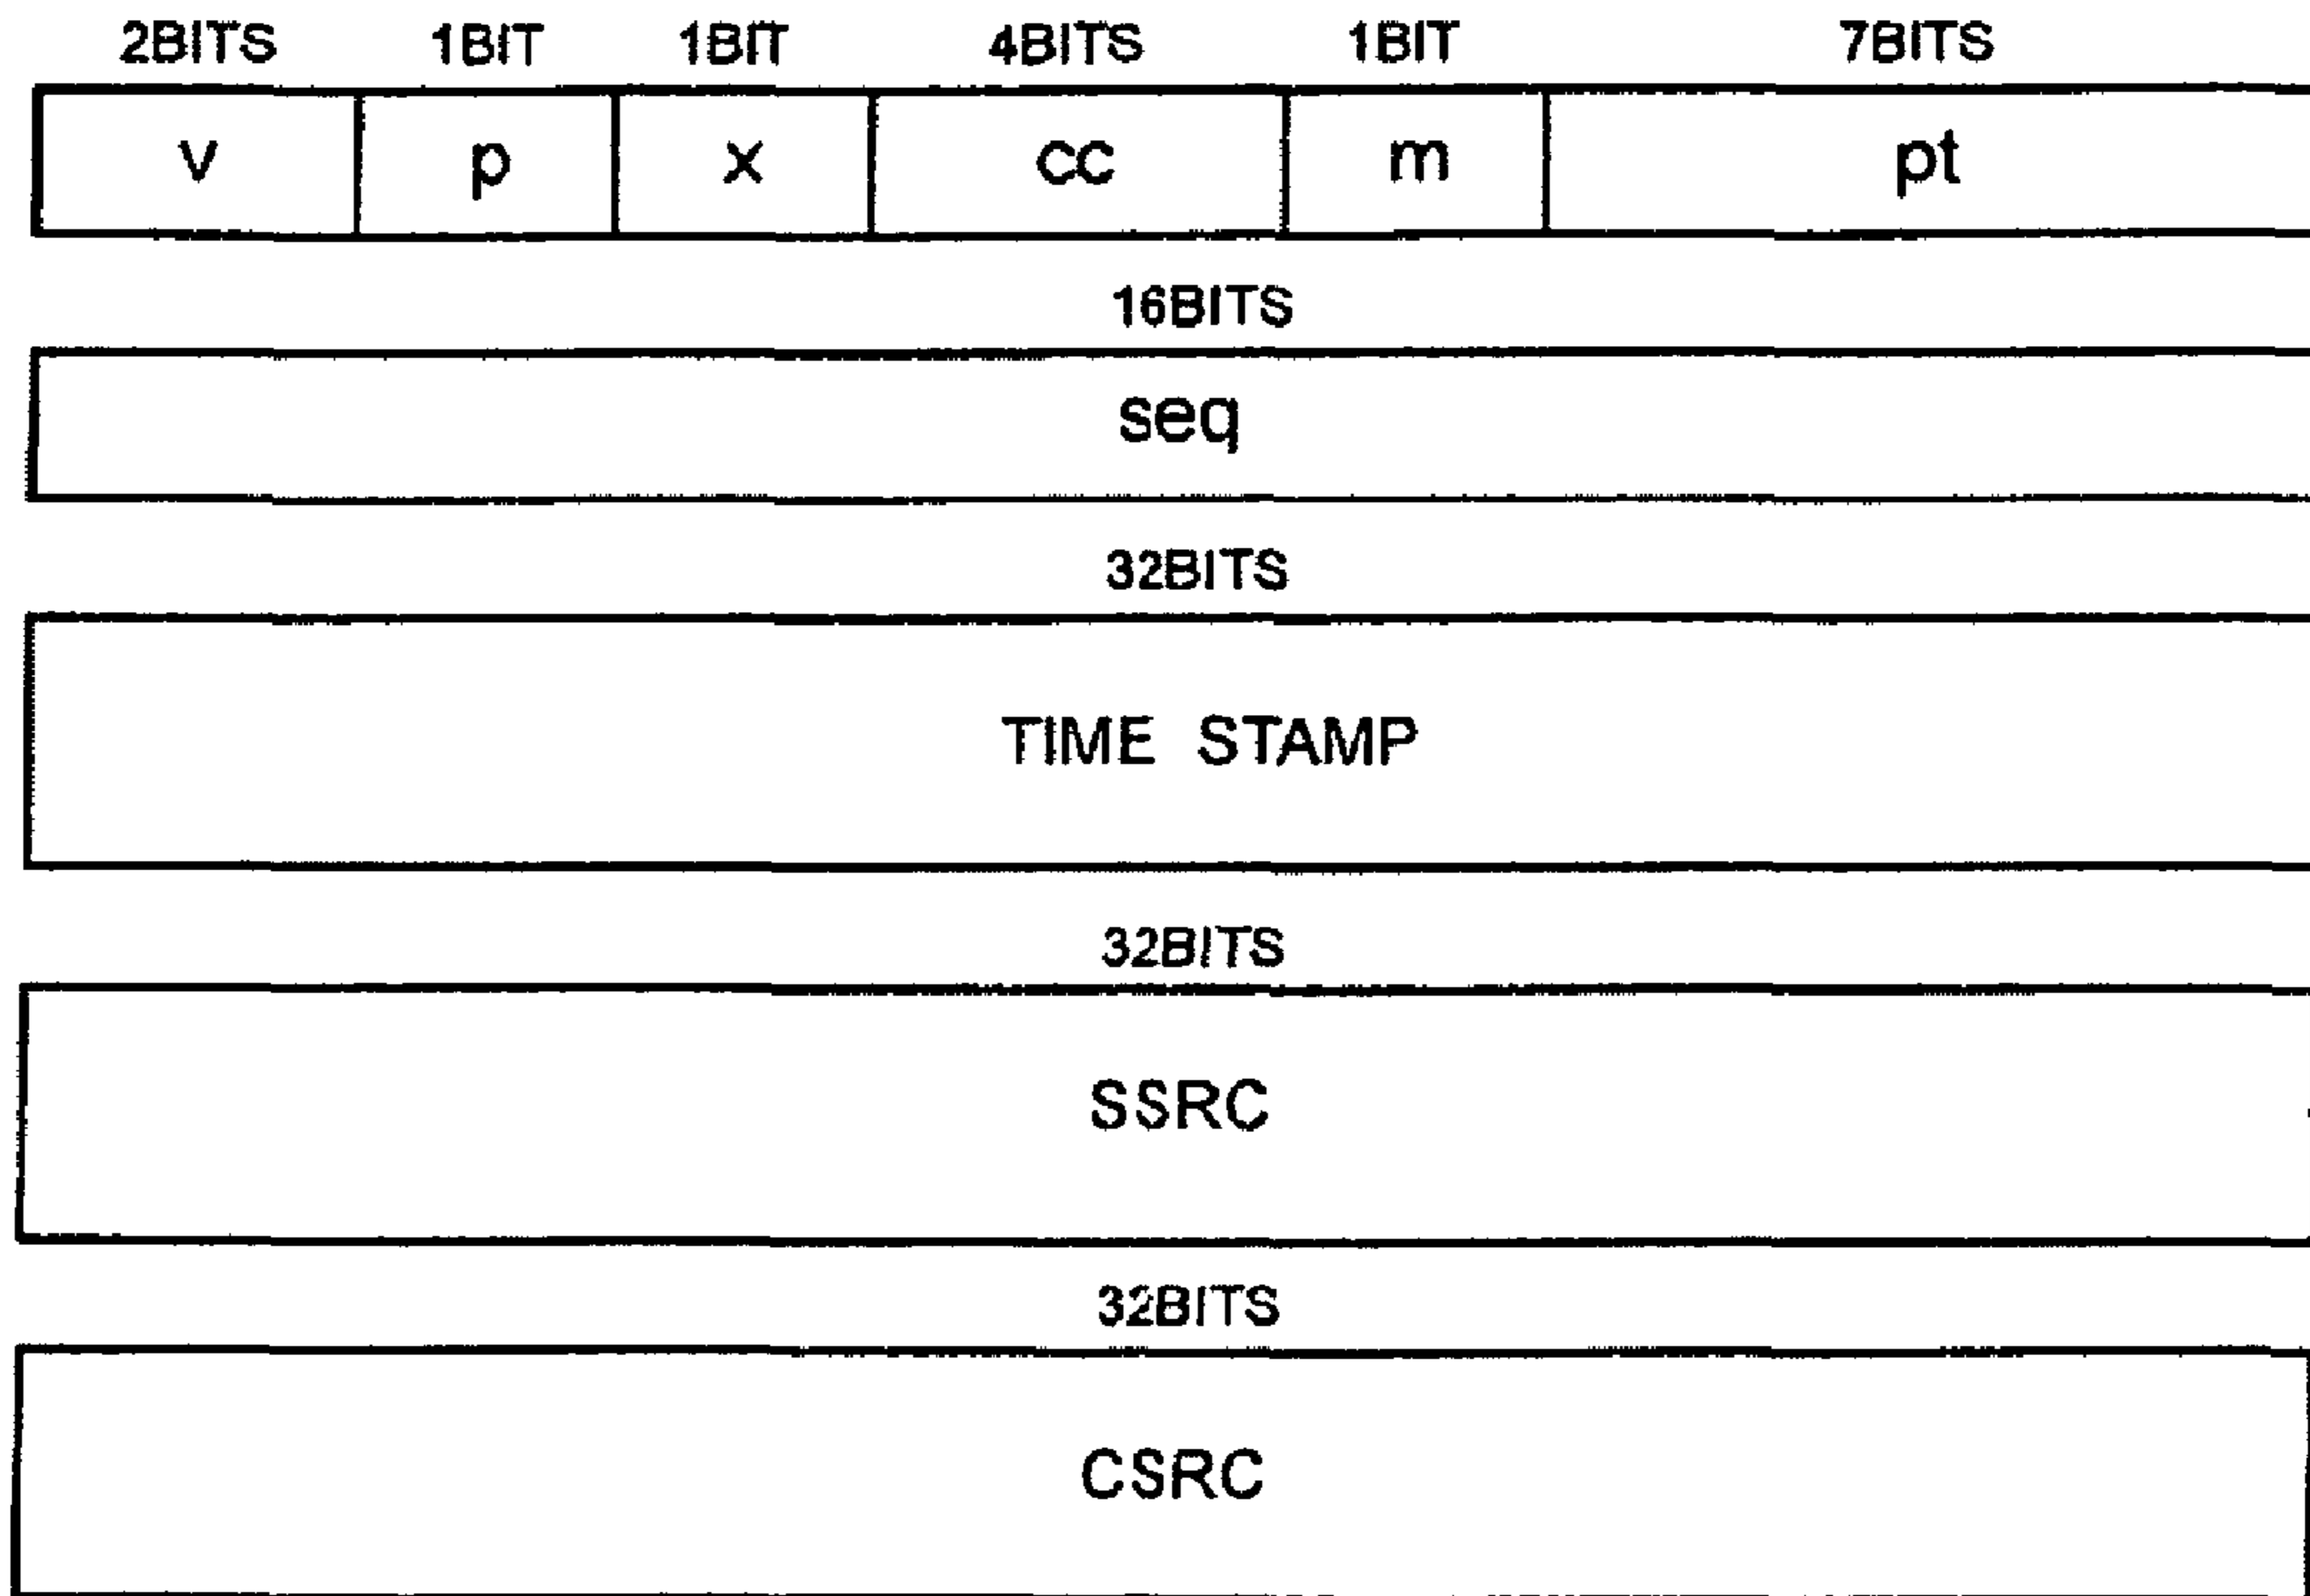 2BITS 1BIT 1BIT 4BITS 1BIT 7BITS
v p x cc m pt
16BITS
seq
32BITS
TIME STAMP
32BITS
SSRC
32BITS
CSRC